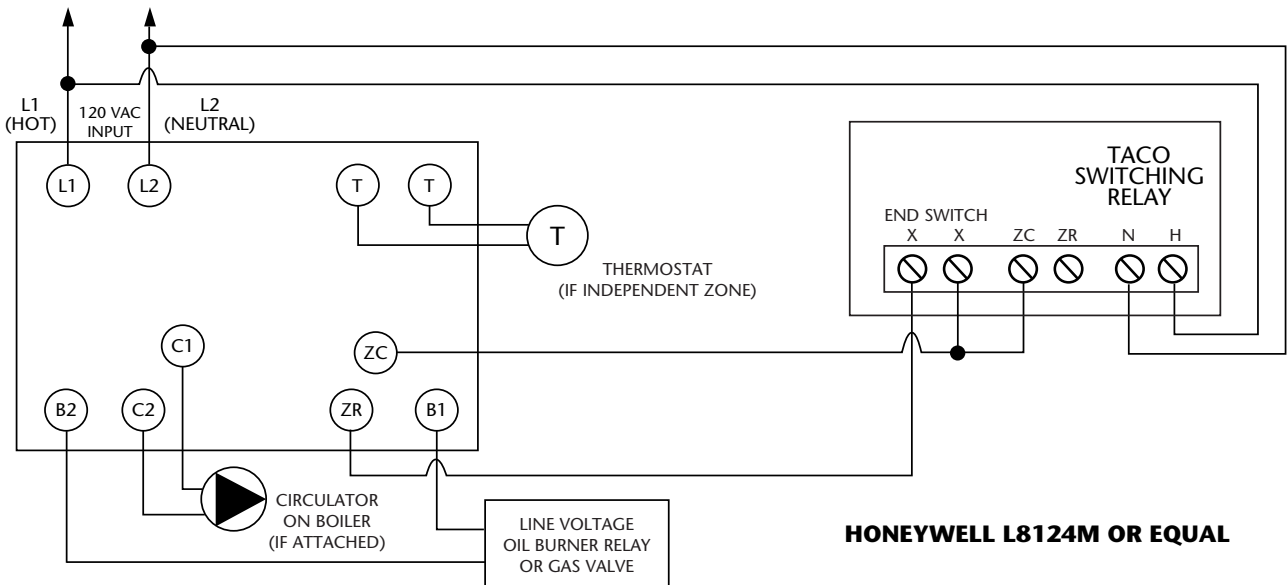 L1
(HOT)
120 VAC
INPUT
L2
(NEUTRAL)
L1
L2
T
T
T
THERMOSTAT
(IF INDEPENDENT ZONE)
TACO
SWITCHING
RELAY
END SWITCH
X
X
ZC
ZR
N
H
C1
ZC
B2
C2
ZR
B1
CIRCULATOR
ON BOILER
(IF ATTACHED)
LINE VOLTAGE
OIL BURNER RELAY
OR GAS VALVE
HONEYWELL L8124M OR EQUAL